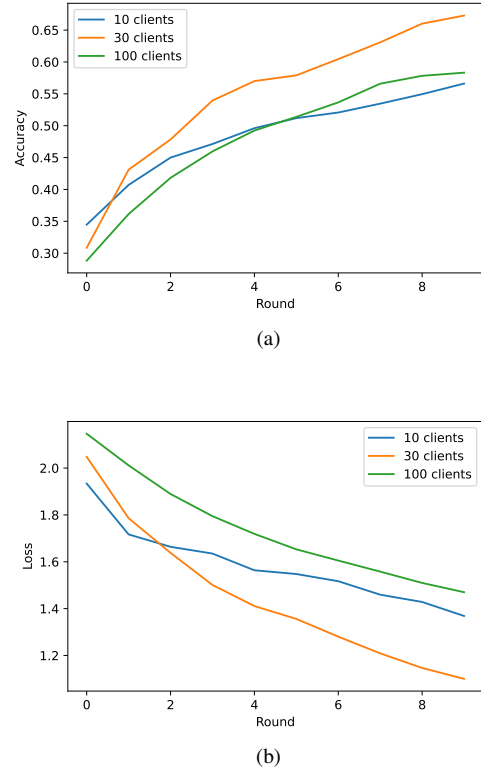 10 clients
30 clients
100 clients
Accuracy
0.65
0.60
0.55
0.50
0.45
0.40
0.35
0.30
0 2 4 6 8
Round
(a)
10 clients
30 clients
100 clients
Loss
2.0
1.8
1.6
1.4
1.2
0 2 4 6 8
Round
(b)